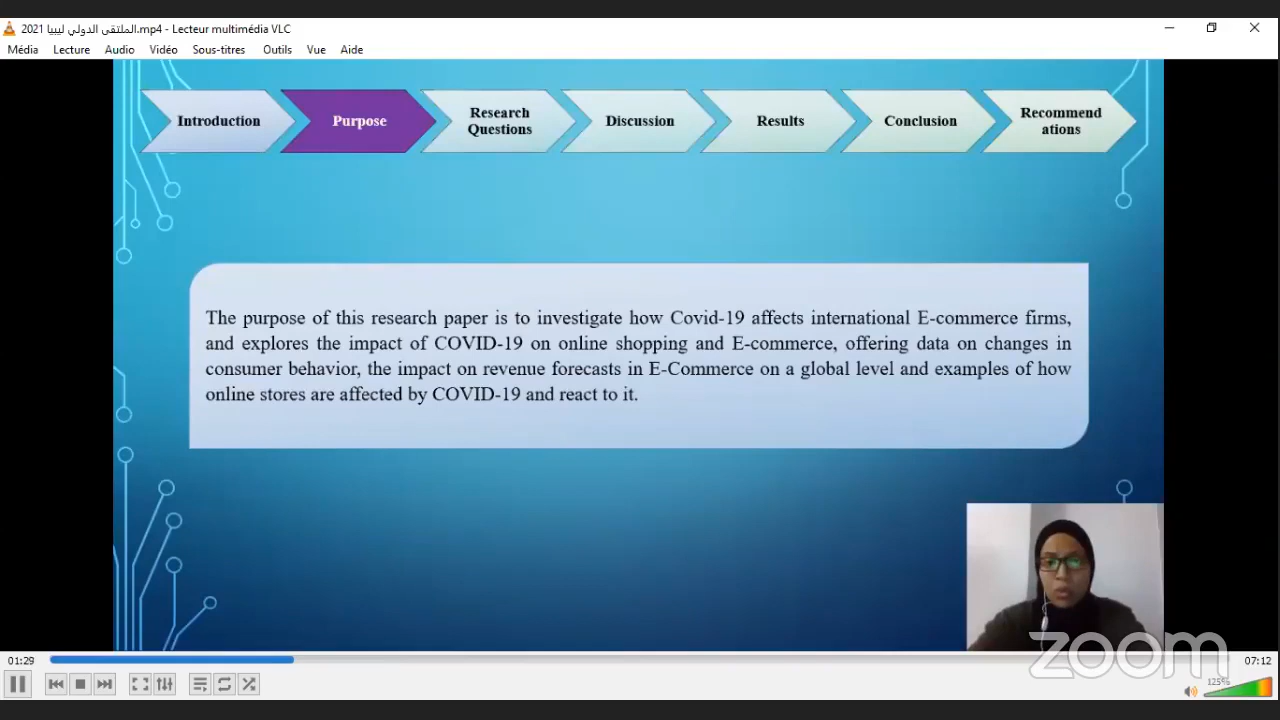 الملتقى الدولي ليبيا 2021.mp4 - Lecteur multimédia VLC
Média Lecture Audio Vidéo Sous-titres Outils Vue Aide
Introduction
Purpose
Research
Questions
Discussion
Results
Conclusion
Recommend
ations
The purpose of this research paper is to investigate how Covid-19 affects international E-commerce firms,
and explores the impact of COVID-19 on online shopping and E-commerce, offering data on changes in
consumer behavior, the impact on revenue forecasts in E-Commerce on a global level and examples of how
online stores are affected by COVID-19 and react to it.
zoom
01:29
07:12
125%